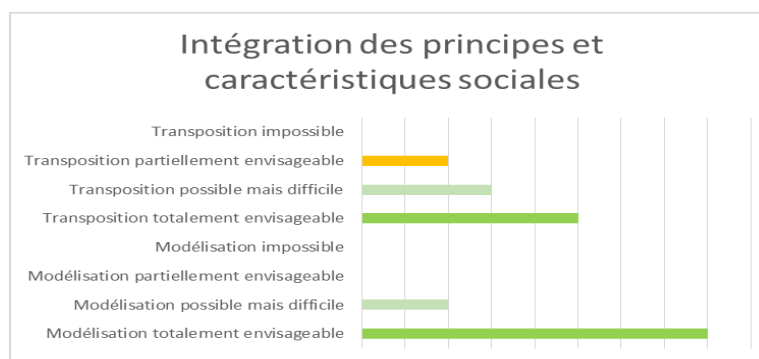 Intégration des principes et
caractéristiques sociales
Transposition impossible
Transposition partiellement envisageable
Transposition possible mais difficile
Transposition totalement envisageable
Modélisation impossible
Modélisation partiellement envisageable
Modélisation possible mais difficile
Modélisation totalement envisageable